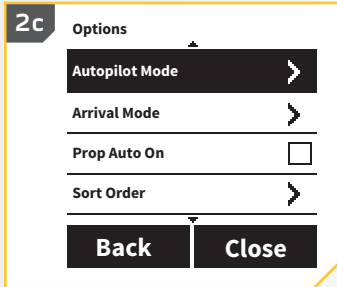 2c
Options
Autopilot Mode
Arrival Mode
Prop Auto On
Sort Order
Back Close